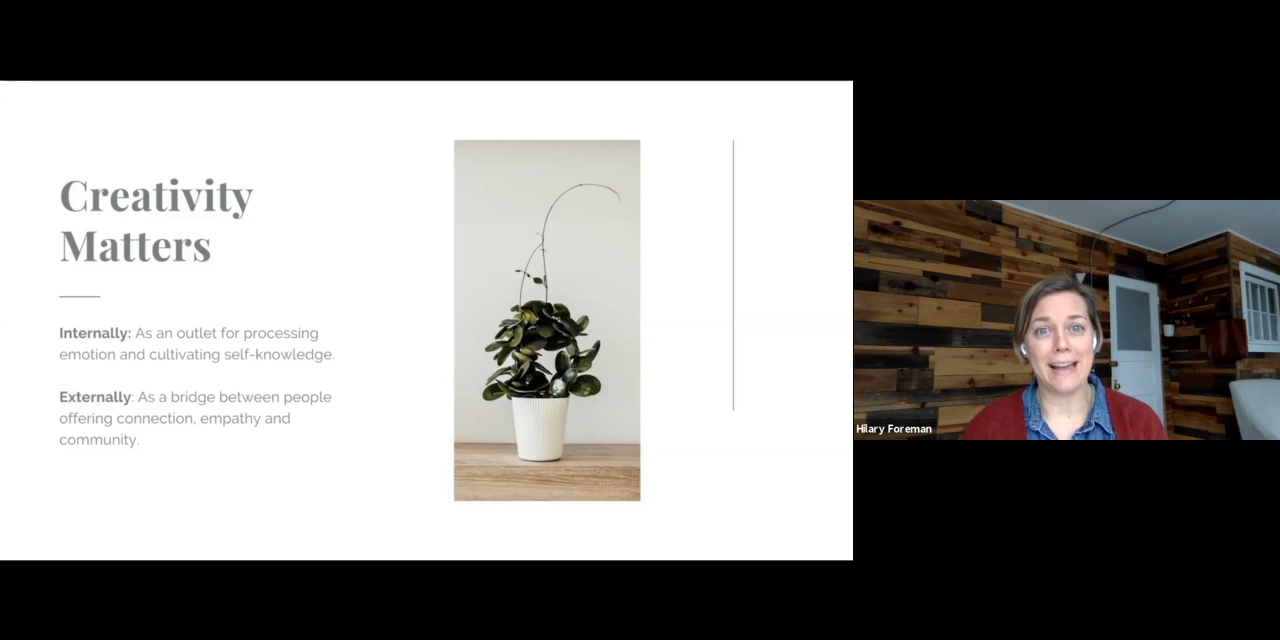 Creativity
Matters
Internally: As an outlet for processing
emotion and cultivating self-knowledge.
Externally: As a bridge between people
offering connection, empathy and
community.
Hilary Foreman